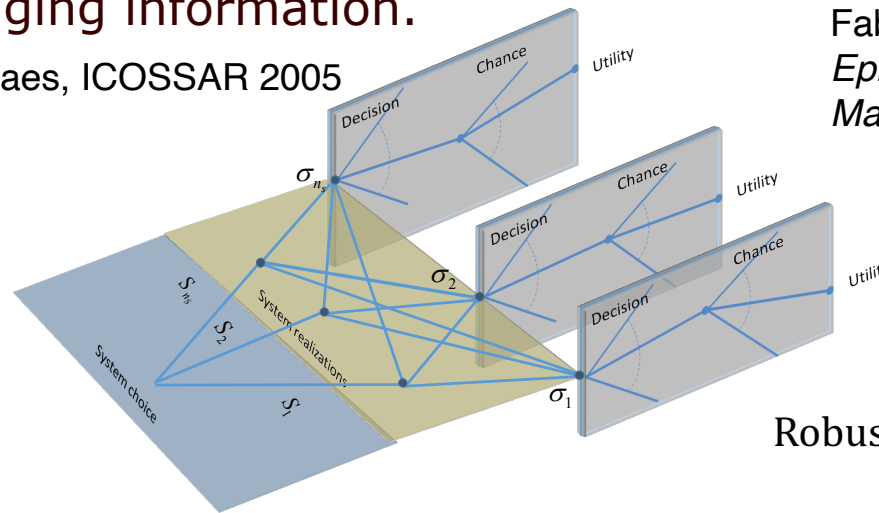 ging information.
aes, ICOSSAR 2005
Fab
Ep
Ma
Decision
Chance
Utility
σ_{n_s}
Decision
Chance
Utility
σ_2
Decision
Chance
Utili
σ_1
S_{n_s}
S_2
S_1
System realizations
System choice
Robus